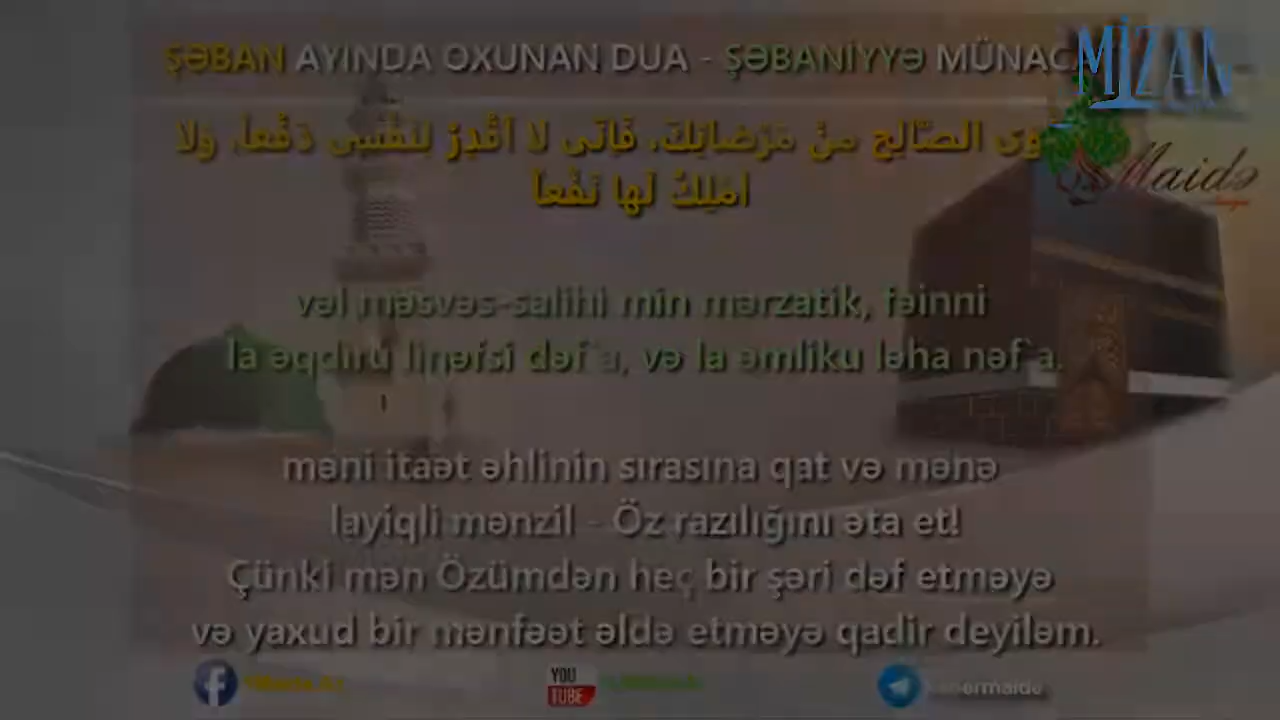 ŞƏBAN AYINDA OXUNAN DUA - ŞƏBANİYYƏ
MİZAN
الصّالِحِ مِنْ مَرْضاتِكَ، فَاِنّى لا اَقْدِرُ لِنَفْسى دَفْعاً، وَلا
اَمْلِكُ لَها نَفْعاً
Maidə
vəl məsvəs-salihi min mərzatik, fəinni
la əqdiru linəfsi dəf`a, və la əmliku ləha nəf`a.
məni itaət əhlinin sırasına qat və mənə
layiqli mənzil - Öz razılığını əta et!
Çünki mən Özümdən heç bir şəri dəf etməyə
və yaxud bir mənfəət əldə etməyə qadir deyiləm.
YOU
TUBE